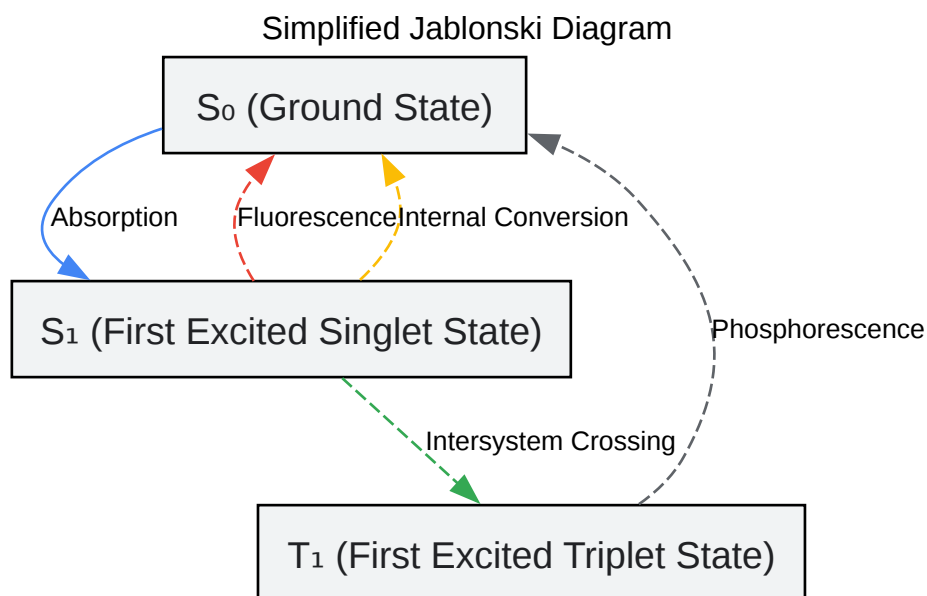 Simplified Jablonski Diagram
S₀ (Ground State)
Absorption
Fluorescence
Internal Conversion
S₁ (First Excited Singlet State)
Phosphorescence
Intersystem Crossing
T₁ (First Excited Triplet State)